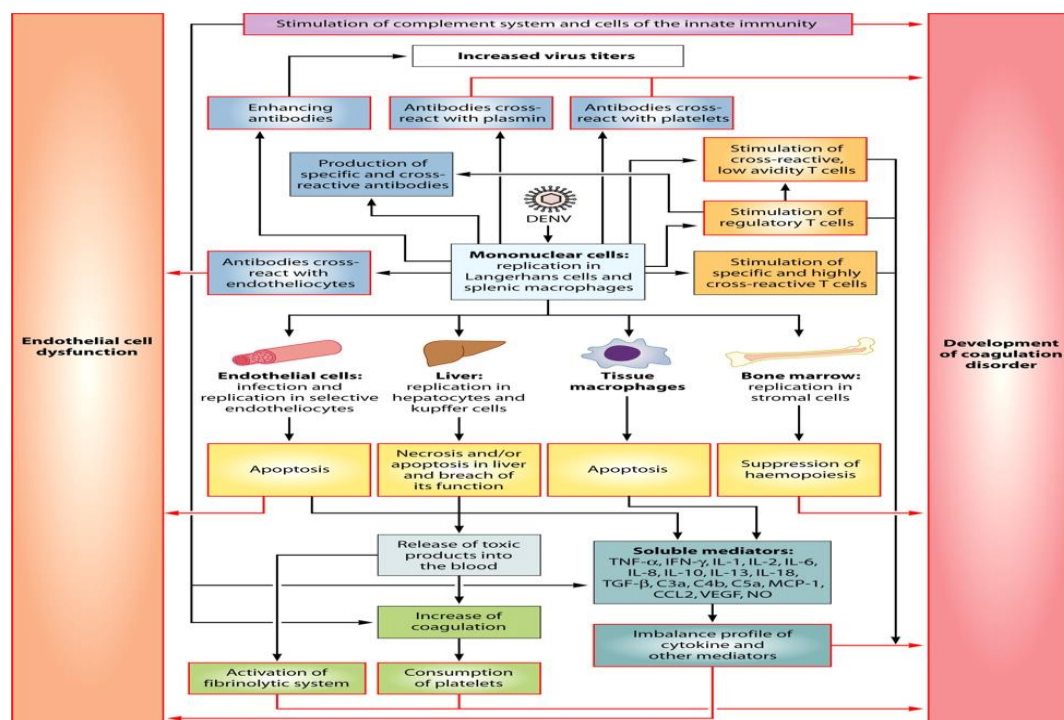 Stimulation of complement system and cells of the innate immunity
Increased virus titers
Enhancing
antibodies
Antibodies cross-
react with plasmin
Antibodies cross-
react with platelets
Production of
specific and cross-
reactive antibodies
DENV
Stimulation of
cross-reactive,
low avidity T cells
Stimulation of
regulatory T cells
Antibodies cross-
react with
endotheliocytes
Mononuclear cells:
replication in
Langerhans cells and
splenic macrophages
Stimulation of
specific and highly
cross-reactive T cells
Endothelial cell
dysfunction
Development
of coagulation
disorder
Endothelial cells:
infection and
replication in selective
endotheliocytes
Liver:
replication in
hepatocytes and
kupffer cells
Tissue
macrophages
Bone marrow:
replication in
stromal cells
Apoptosis
Necrosis and/or
apoptosis in liver
and breach of
its function
Apoptosis
Suppression of
haemopoiesis
Release of toxic
products into
the blood
Soluble mediators:
TNF-α, IFN-γ, IL-1, IL-2, IL-6,
IL-8, IL-10, IL-13, IL-18,
TGF-β, C3a, C4b, C5a, MCP-1,
CCL2, VEGF, NO
Increase of
coagulation
Imbalance profile of
cytokine and
other mediators
Activation of
fibrinolytic system
Consumption
of platelets